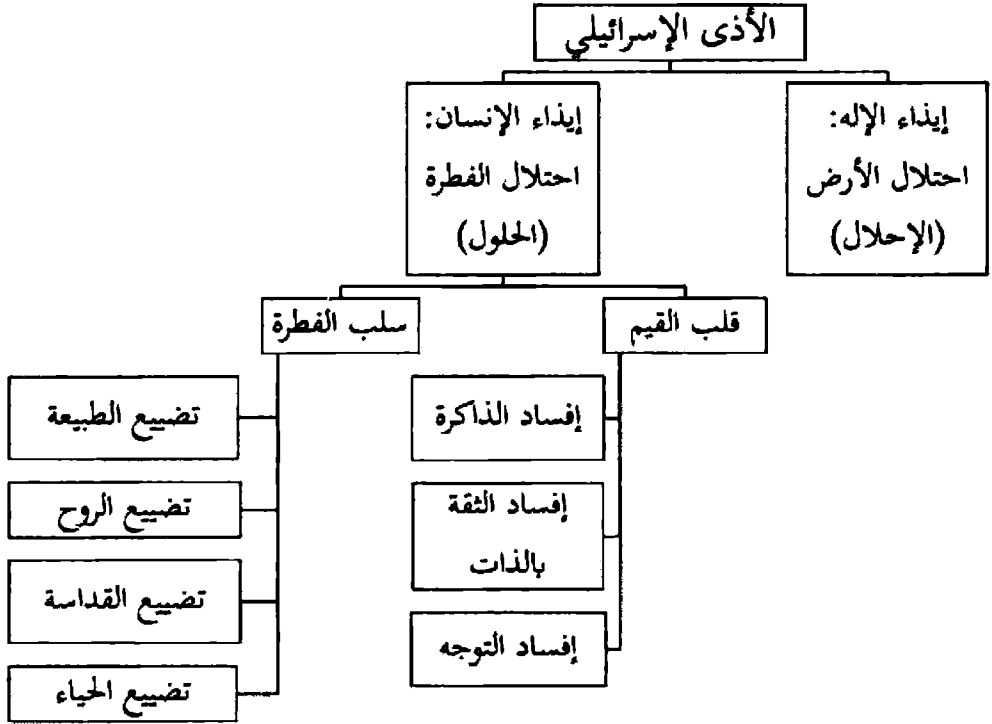 الأذى الإسرائيلي
إيذاء الإله:
احتلال الأرض
(الإحلال)
إيذاء الإنسان:
احتلال الفطرة
(الحلول)
قلب القيم
سلب الفطرة
إفساد الذاكرة
إفساد الثقة
بالذات
إفساد التوجه
تضييع الطبيعة
تضييع الروح
تضييع القداسة
تضييع الحياء